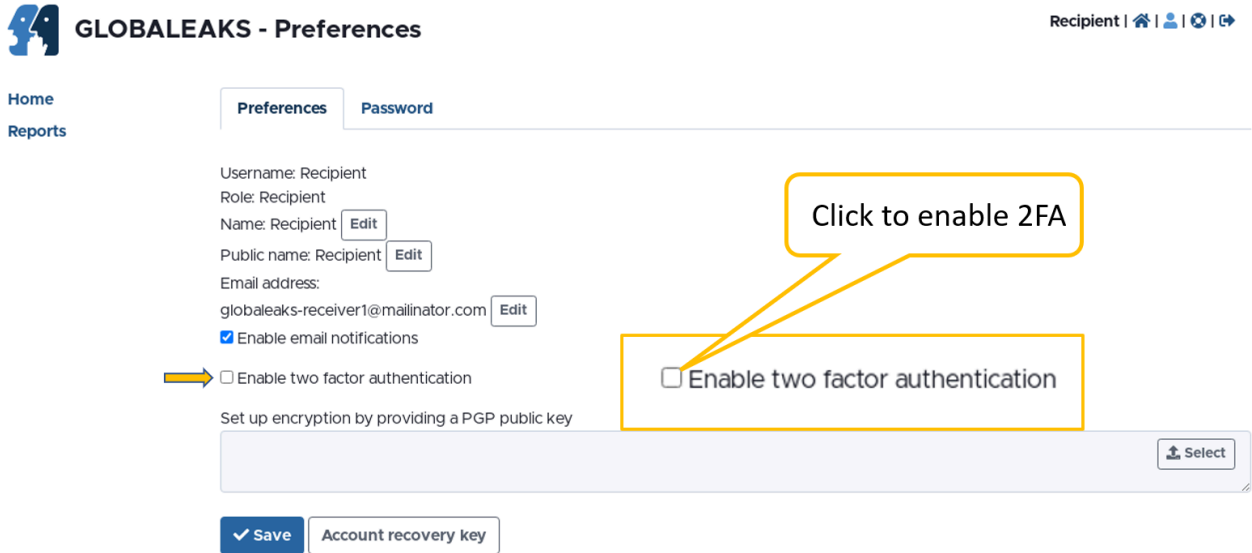 GLOBALEAKS - Preferences
Recipient | | | |
Home
Reports
Preferences Password
Username: Recipient
Role: Recipient
Name: Recipient Edit
Public name: Recipient Edit
Email address:
globaleaks-receiver1@mailinator.com Edit
Enable email notifications
Enable two factor authentication
Click to enable 2FA
Enable two factor authentication
Set up encryption by providing a PGP public key
Select
Save Account recovery key